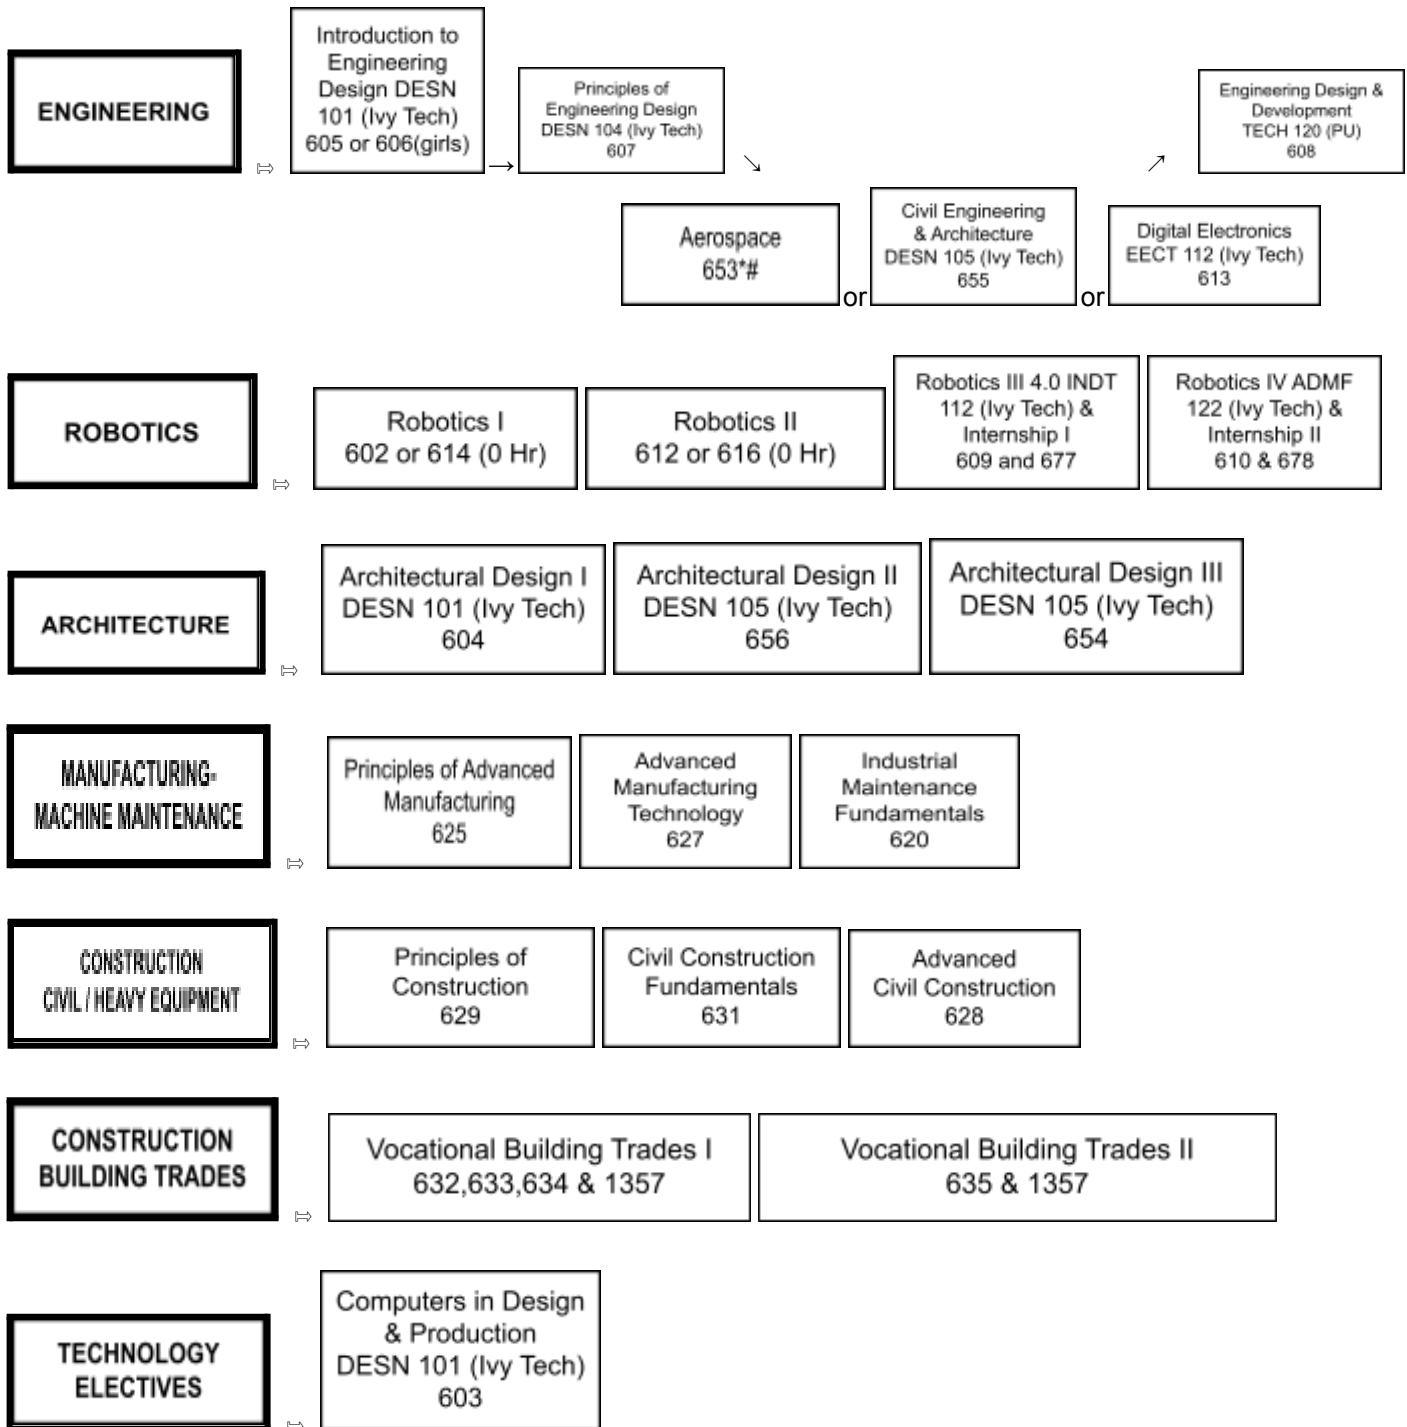 ENGINEERING
Introduction to
Engineering
Design DESN
101 (Ivy Tech)
605 or 606(girls)
→
Principles of
Engineering Design
DESN 104 (Ivy Tech)
607
Engineering Design &
Development
TECH 120 (PU)
608
Aerospace
653*#
or
Civil Engineering
& Architecture
DESN 105 (Ivy Tech)
655
or
Digital Electronics
EECT 112 (Ivy Tech)
613
ROBOTICS
Robotics I
602 or 614 (0 Hr)
Robotics II
612 or 616 (0 Hr)
Robotics III 4.0 INDT
112 (Ivy Tech) &
Internship I
609 and 677
Robotics IV ADMF
122 (Ivy Tech) &
Internship II
610 & 678
ARCHITECTURE
Architectural Design I
DESN 101 (Ivy Tech)
604
Architectural Design II
DESN 105 (Ivy Tech)
656
Architectural Design III
DESN 105 (Ivy Tech)
654
MANUFACTURING-
MACHINE MAINTENANCE
Principles of Advanced
Manufacturing
625
Advanced
Manufacturing
Technology
627
Industrial
Maintenance
Fundamentals
620
CONSTRUCTION
CIVIL / HEAVY EQUIPMENT
Principles of
Construction
629
Civil Construction
Fundamentals
631
Advanced
Civil Construction
628
CONSTRUCTION
BUILDING TRADES
Vocational Building Trades I
632,633,634 & 1357
Vocational Building Trades II
635 & 1357
TECHNOLOGY
ELECTIVES
Computers in Design
& Production
DESN 101 (Ivy Tech)
603